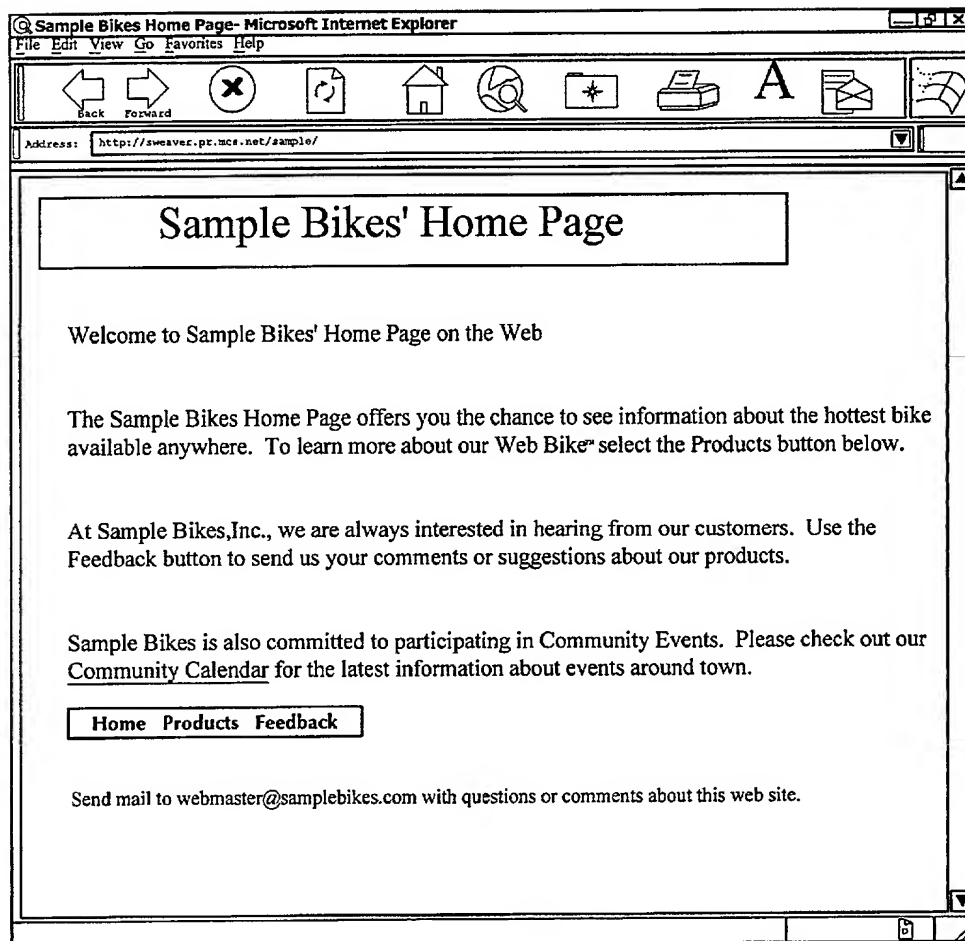 Sample Bikes Home Page- Microsoft Internet Explorer
File Edit View Go Favorites Help
Back Forward
A
Address: http://sweaver.pr.mcs.net/sample/
Sample Bikes' Home Page
Welcome to Sample Bikes' Home Page on the Web
The Sample Bikes Home Page offers you the chance to see information about the hottest bike
available anywhere. To learn more about our Web Bike™ select the Products button below.
At Sample Bikes,Inc., we are always interested in hearing from our customers. Use the
Feedback button to send us your comments or suggestions about our products.
Sample Bikes is also committed to participating in Community Events. Please check out our
Community Calendar for the latest information about events around town.
Home Products Feedback
Send mail to webmaster@samplebikes.com with questions or comments about this web site.